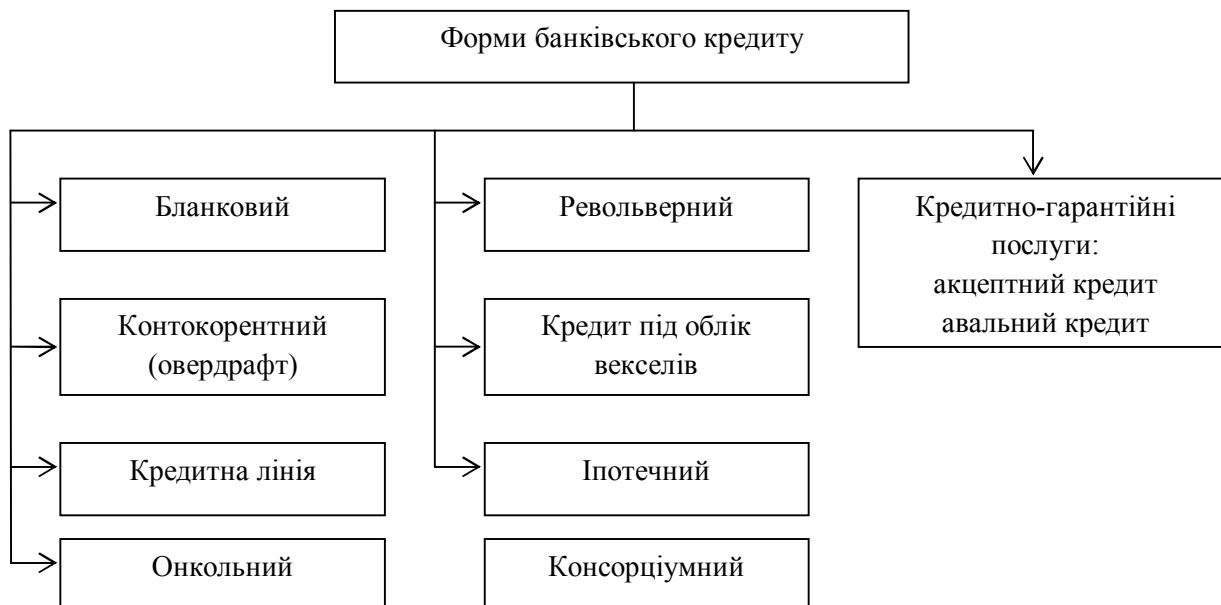 Форми банківського кредиту
Бланковий
Контокорентний
(овердрафт)
Кредитна лінія
Онкольний
Револьверний
Кредит під облік
векселів
Іпотечний
Консорціумний
Кредитно-гарантійні
послуги:
акцептний кредит
авальний кредит